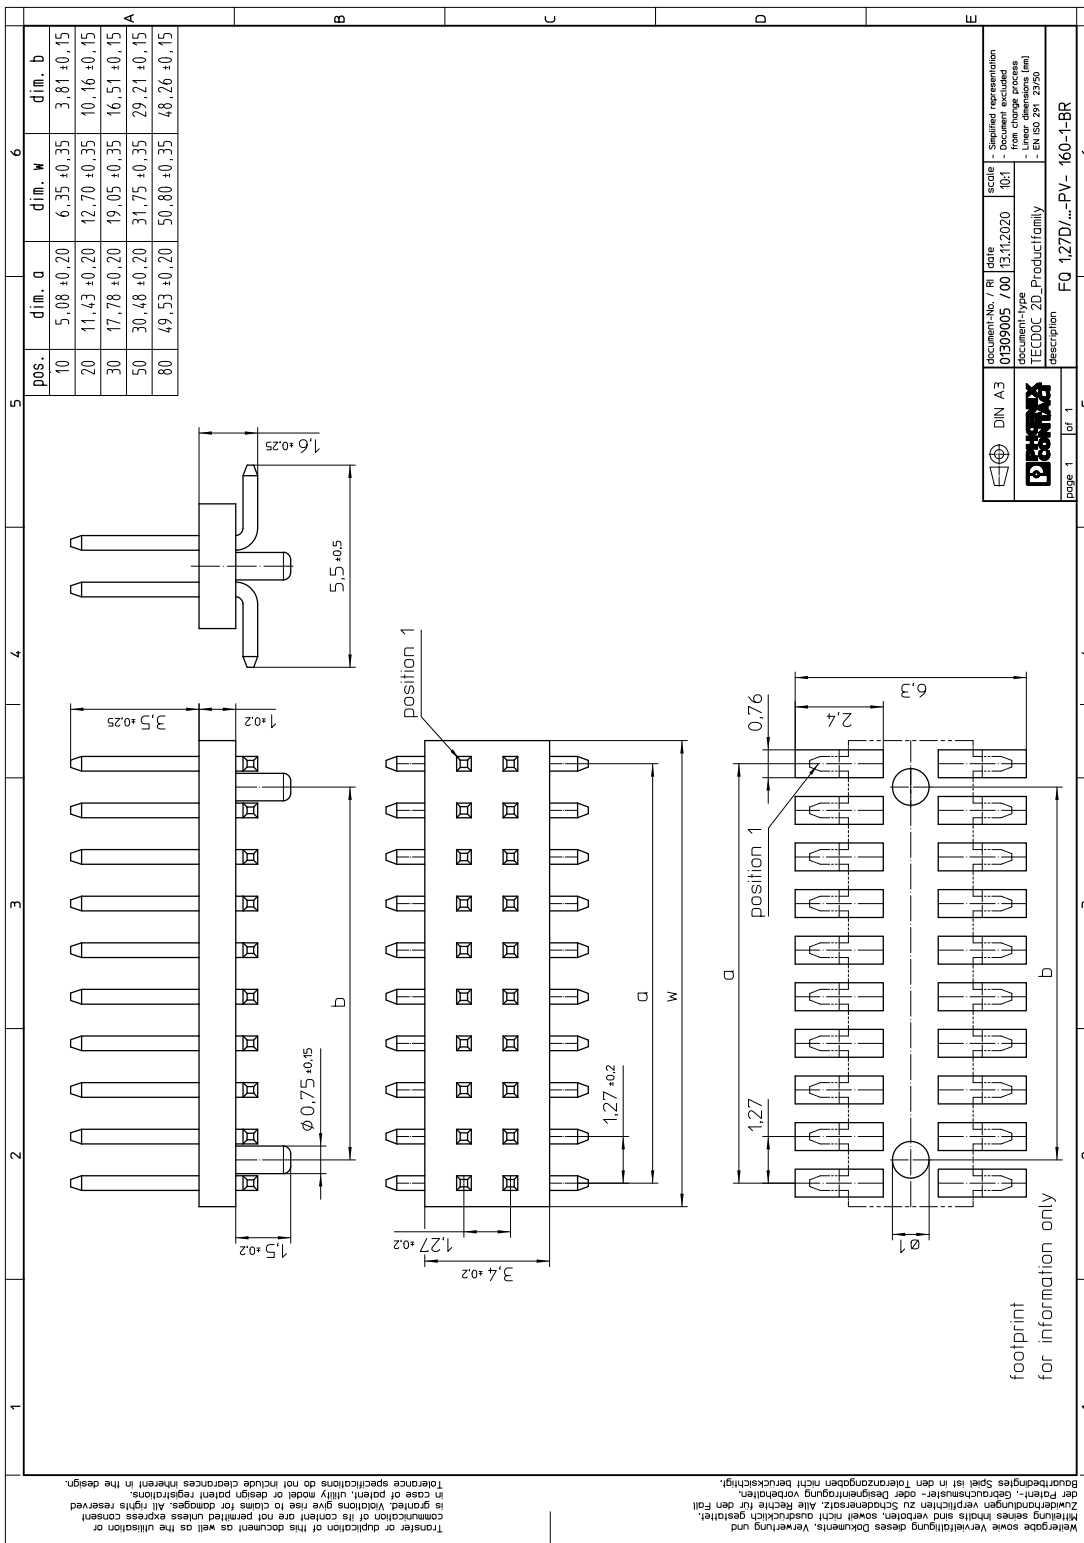 1 2 3 4 5 6
A
B
C
D
E
pos. dim. a dim. w dim. b
10 5,08 ±0,20 6,35 ±0,35 3,81 ±0,15
20 11,43 ±0,20 12,70 ±0,35 10,16 ±0,15
30 17,78 ±0,20 19,05 ±0,35 16,51 ±0,15
50 30,48 ±0,20 31,75 ±0,35 29,21 ±0,15
80 49,53 ±0,20 50,80 ±0,35 48,26 ±0,15
3,5 ±0,25
1 ±0,2
1,5 ±0,2
Ø 0,75 ±0,15
b
1,6 ±0,25
5,5 ±0,5
position 1
1,27 ±0,2
3,4 ±0,2
1,27 ±0,2
a
w
position 1
0,76
2,4
6,3
a
1,27
b
Ø1
footprint
for information only
DIN A3
document-No. / RI
01309005 / 00
date
13.11.2020
scale
10:1
- Simplified representation
- Document excluded
from change process
- Linear dimensions [mm]
- EN ISO 291 23/50
PHOENIX
CONTACT
document-type
TECDOC 2D_Productfamily
page 1 of 1
description
FQ 1,27D/...-PV- 160-1-BR
Transfer or duplication of this document as well as the utilisation or
communication of its content are not permitted unless express consent
is granted. Violations give rise to claims for damages. All rights reserved
in case of patent, utility model or design patent registrations.
Tolerance specifications do not include clearances inherent in the design.
Weitergabe sowie Vervielfältigung dieses Dokuments, Verwertung und
Mitteilung seines Inhalts sind verboten, soweit nicht ausdrücklich gestattet.
Zuwiderhandlungen verpflichten zu Schadenersatz. Alle Rechte für den Fall
der Patent-, Gebrauchsmuster- oder Designeintragung vorbehalten.
Bauartbedingtes Spiel ist in den Toleranzangaben nicht berücksichtigt.